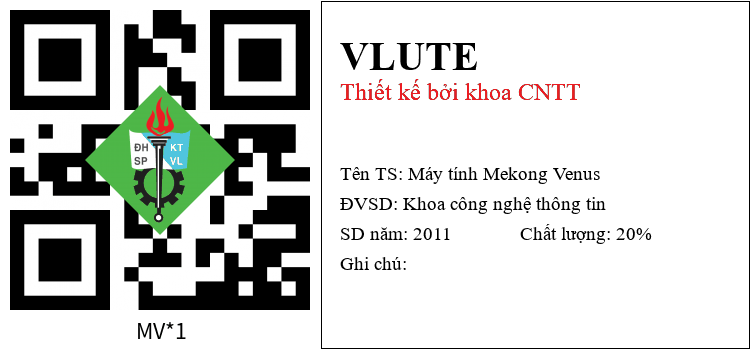 ĐH KT
SP VL
MV*1
VLUTE
Thiết kế bởi khoa CNTT
Tên TS: Máy tính Mekong Venus
ĐVSD: Khoa công nghệ thông tin
SD năm: 2011 Chất lượng: 20%
Ghi chú: